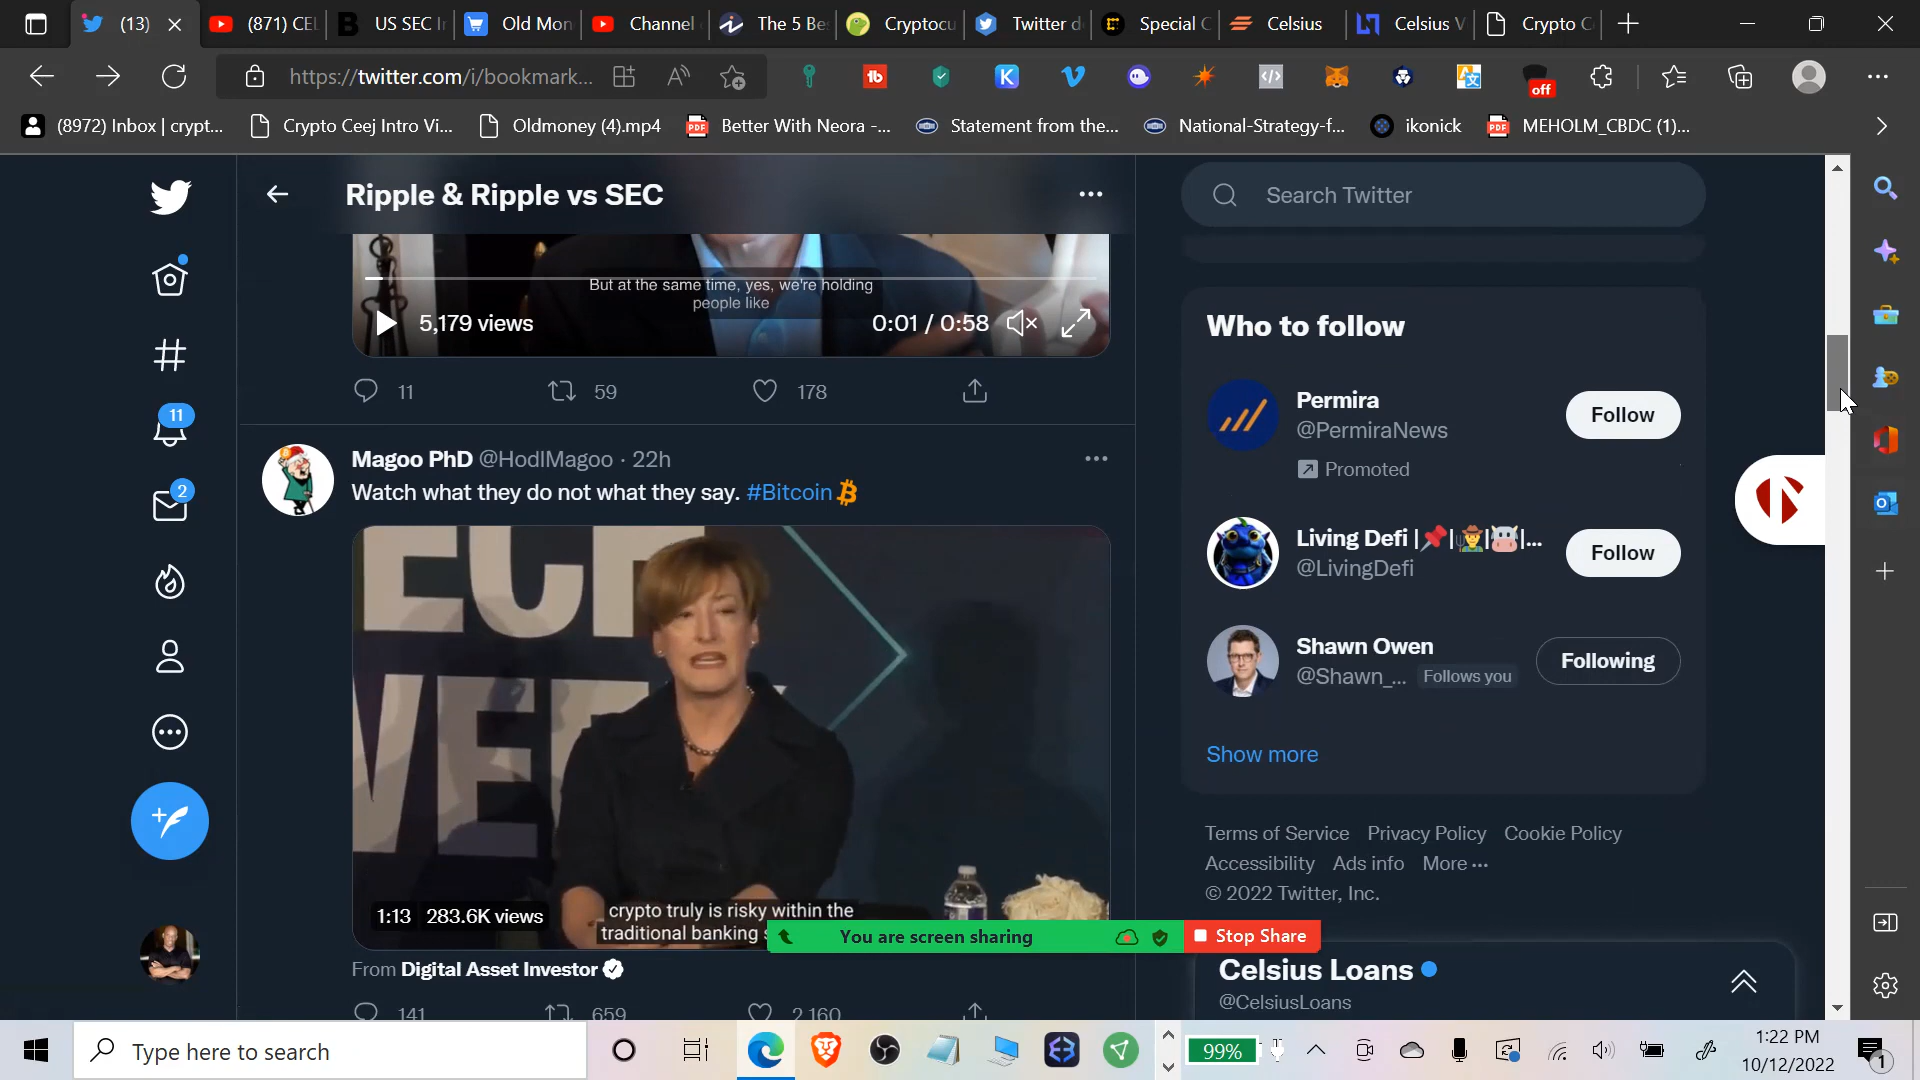 (13)
(871) CEL
US SEC I
Old Mon
Channel
The 5 Be
Cryptocu
Twitter d
Special C
Celsius
Celsius V
Crypto C
https://twitter.com/i/bookmark...
off
(8972) Inbox | crypt...
Crypto Ceej Intro Vi...
Oldmoney (4).mp4
Better With Neora -...
Statement from the...
National-Strategy-f...
ikonick
MEHOLM_CBDC (1)...
Ripple & Ripple vs SEC
Search Twitter
But at the same time, yes, we're holding
people like
5,179 views
0:01 / 0:58
11
59
178
Magoo PhD @HodlMagoo · 22h
Watch what they do not what they say. #Bitcoin
1:13 283.6K views
crypto truly is risky within the
traditional banking s
From Digital Asset Investor
141
659
2,160
11
2
Who to follow
Permira
@PermiraNews
Promoted
Follow
Living Defi |📌|🧑‍🌾|🐮|...
@LivingDefi
Follow
Shawn Owen
@Shawn_... Follows you
Following
Show more
Terms of Service Privacy Policy Cookie Policy
Accessibility Ads info More ···
© 2022 Twitter, Inc.
You are screen sharing
Stop Share
Celsius Loans
@CelsiusLoans
Type here to search
99%
1:22 PM
10/12/2022
1